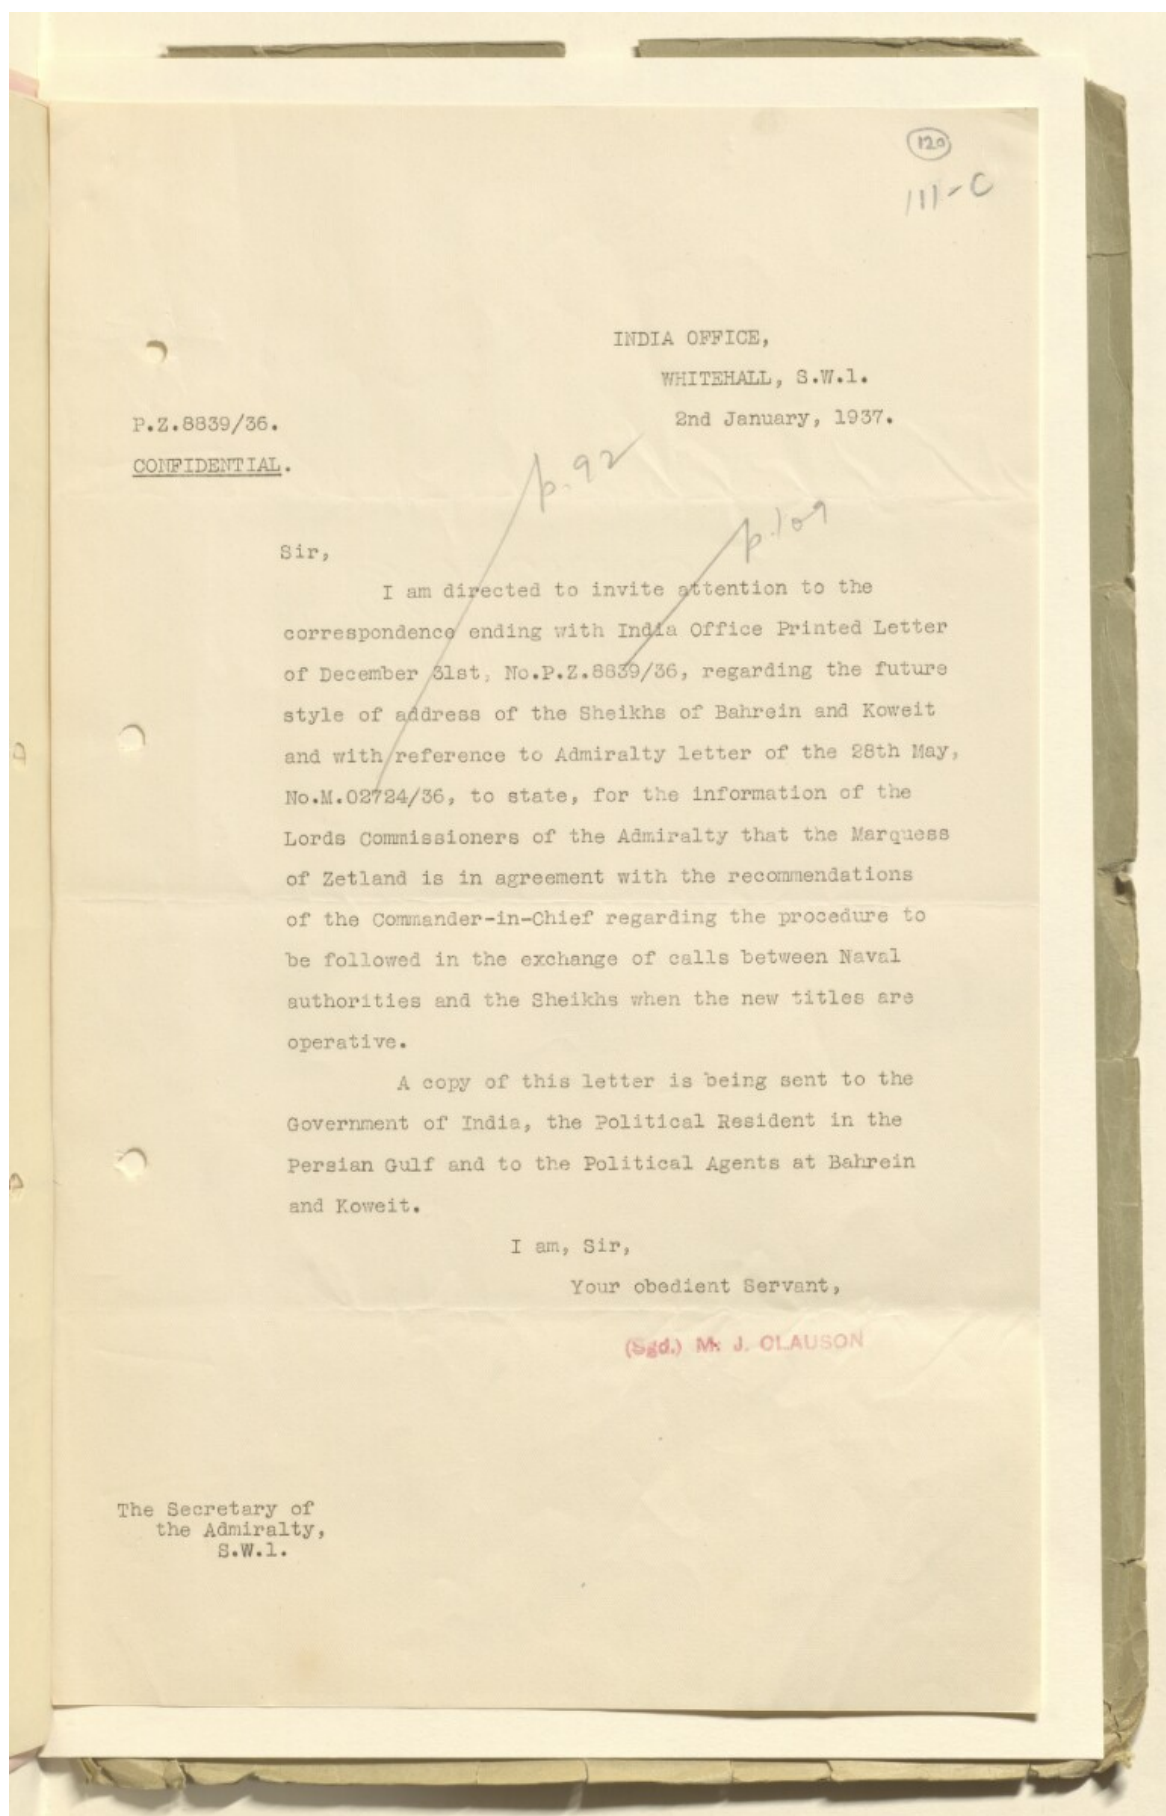 120
111-C
INDIA OFFICE,
WHITEHALL, S.W.1.
P.Z.8839/36.
2nd January, 1937.
CONFIDENTIAL.
p.92
p.109
Sir,
I am directed to invite attention to the
correspondence ending with India Office Printed Letter
of December 31st, No.P.Z.8839/36, regarding the future
style of address of the Sheikhs of Bahrein and Koweit
and with reference to Admiralty letter of the 28th May,
No.M.02724/36, to state, for the information of the
Lords Commissioners of the Admiralty that the Marquess
of Zetland is in agreement with the recommendations
of the Commander-in-Chief regarding the procedure to
be followed in the exchange of calls between Naval
authorities and the Sheikhs when the new titles are
operative.
A copy of this letter is being sent to the
Government of India, the Political Resident in the
Persian Gulf and to the Political Agents at Bahrein
and Koweit.
I am, Sir,
Your obedient Servant,
(Sgd.) M. J. CLAUSON
The Secretary of
the Admiralty,
S.W.1.